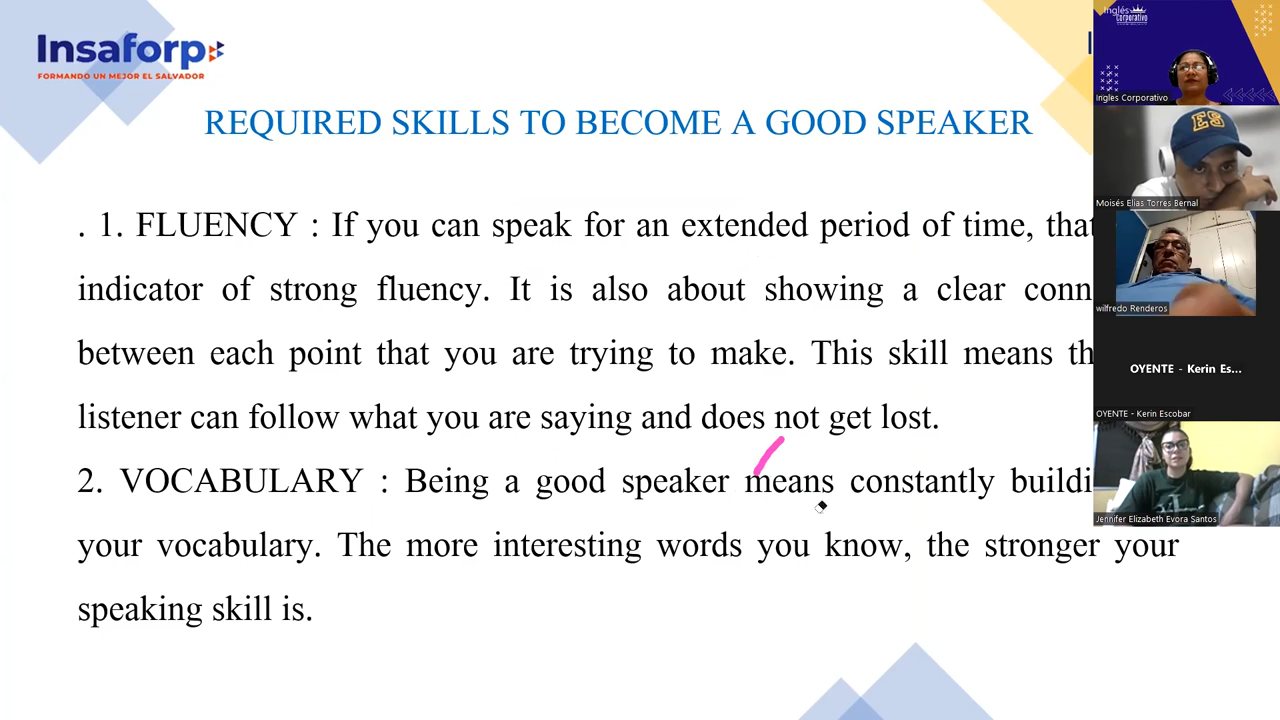 Insaforp
FORMANDO UN MEJOR EL SALVADOR
REQUIRED SKILLS TO BECOME A GOOD SPEAKER
. 1. FLUENCY : If you can speak for an extended period of time, that
indicator of strong fluency. It is also about showing a clear conn
between each point that you are trying to make. This skill means th
listener can follow what you are saying and does not get lost.
2. VOCABULARY : Being a good speaker means constantly buildi
your vocabulary. The more interesting words you know, the stronger your
speaking skill is.
Inglés
Corporativo
Ingles Corporativo
ES
Moisés Elías Torres Bernal
wilfredo Renderos
OYENTE - Kerin Es...
OYENTE - Kerin Escobar
Jennifer Elizabeth Evora Santos